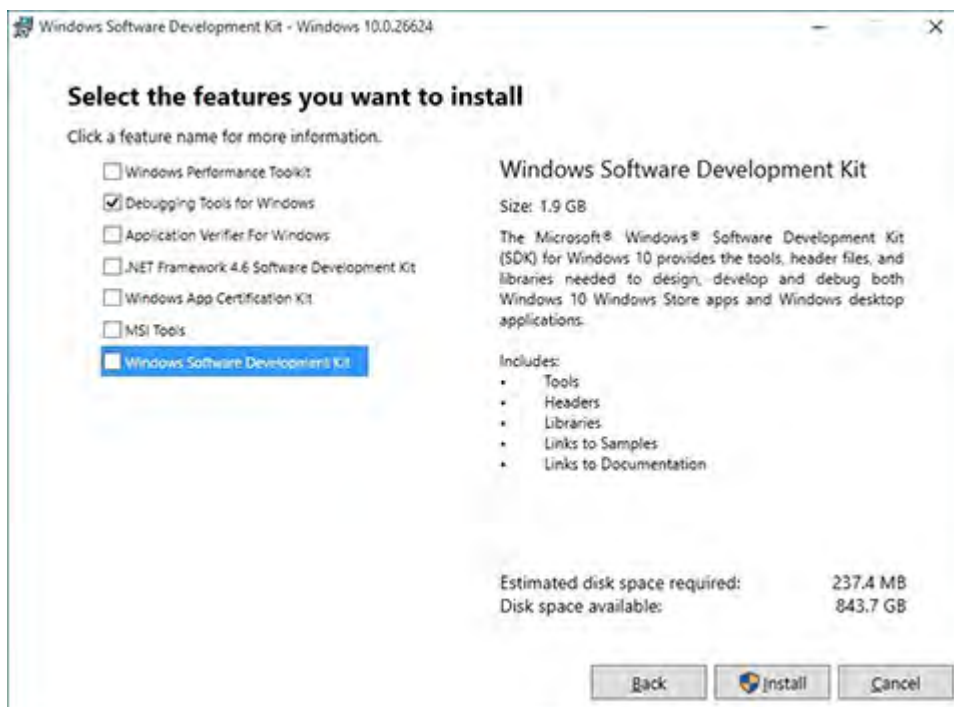 Windows Software Development Kit - Windows 10.0.26624
Select the features you want to install
Click a feature name for more information.
Windows Performance Toolkit
Debugging Tools for Windows
Application Verifier For Windows
.NET Framework 4.6 Software Development Kit
Windows App Certification Kit
MSI Tools
Windows Software Development Kit
Windows Software Development Kit
Size: 1.9 GB
The Microsoft® Windows® Software Development Kit
(SDK) for Windows 10 provides the tools, header files, and
libraries needed to design, develop and debug both
Windows 10 Windows Store apps and Windows desktop
applications.
Includes:
• Tools
• Headers
• Libraries
• Links to Samples
• Links to Documentation
Estimated disk space required: 237.4 MB
Disk space available: 843.7 GB
Back Install Cancel